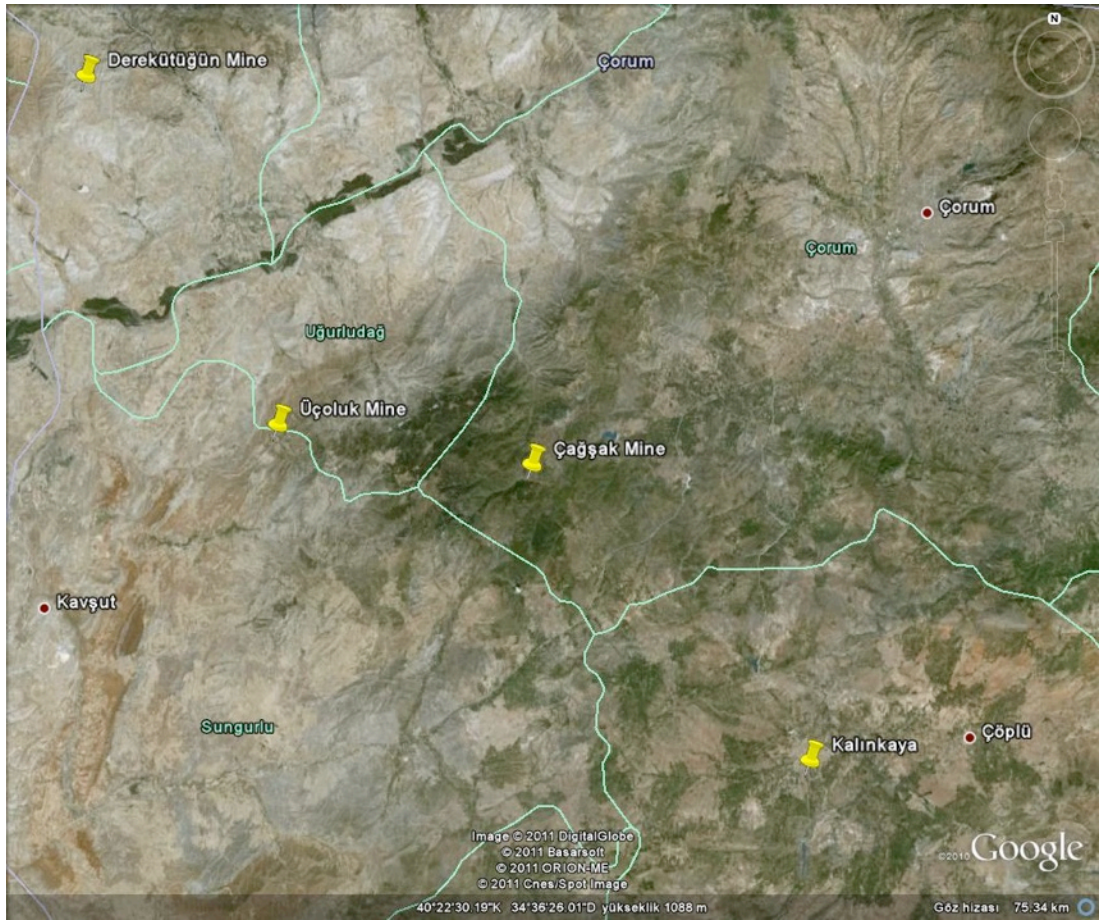 N
Derekütüğün Mine
Çorum
Çorum
Çorum
Uğurludağ
Üçoluk Mine
Çağşak Mine
Kavşut
Sungurlu
Çöplü
Kalınkaya
Image © 2011 DigitalGlobe
© 2011 Basarsoft
© 2011 ORION-ME
© 2011 Cnes/Spot Image
©2010 Google
40°22'30.19"K 34°36'26.01"D yükseklik 1088 m
Göz hizası 75.34 km